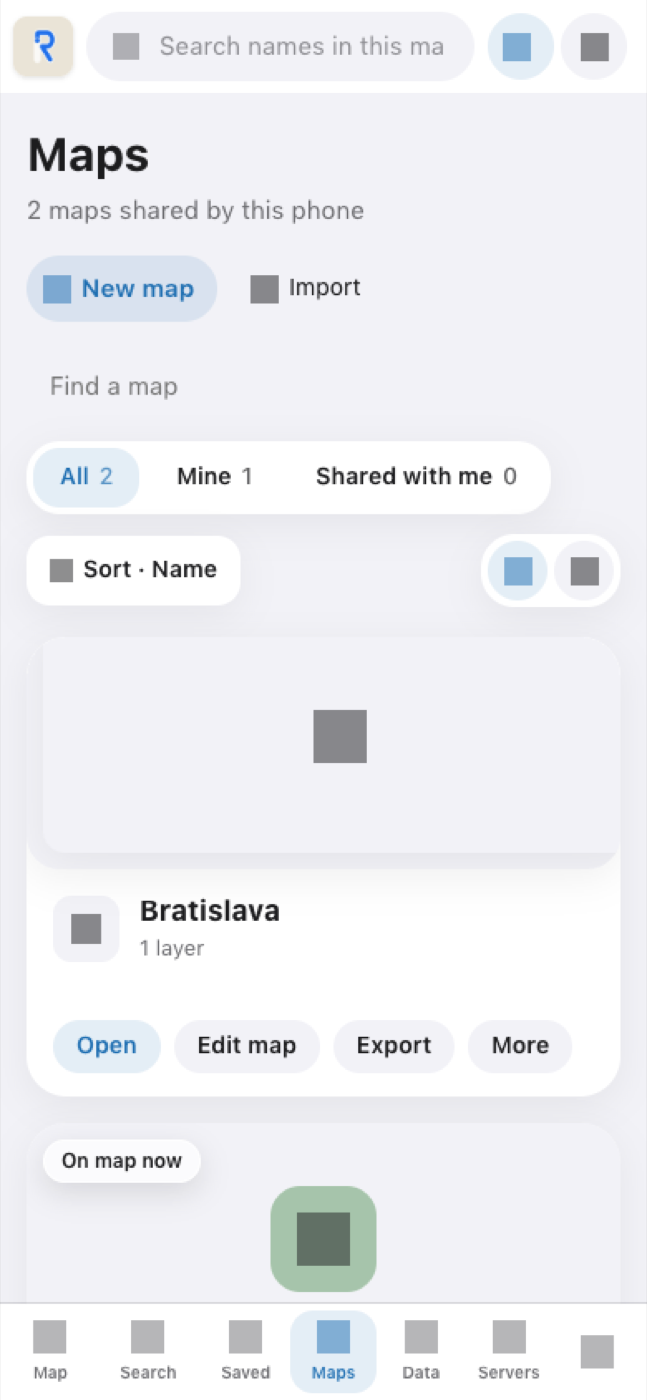 Search names in this ma
Maps
2 maps shared by this phone
New map
Import
Find a map
All 2
Mine 1
Shared with me 0
Sort · Name
Bratislava
1 layer
Open
Edit map
Export
More
On map now
Map
Search
Saved
Maps
Data
Servers